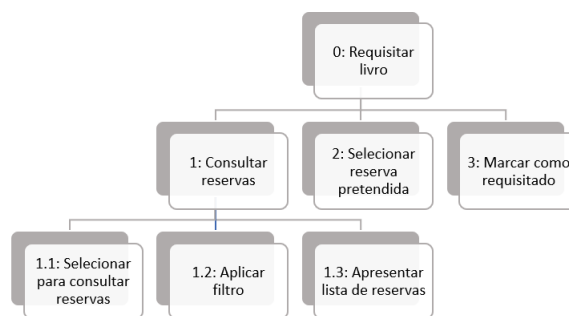 0: Requisitar
livro
1: Consultar
reservas
2: Selecionar
reserva
pretendida
3: Marcar como
requisitado
1.1: Selecionar
para consultar
reservas
1.2: Aplicar
filtro
1.3: Apresentar
lista de reservas